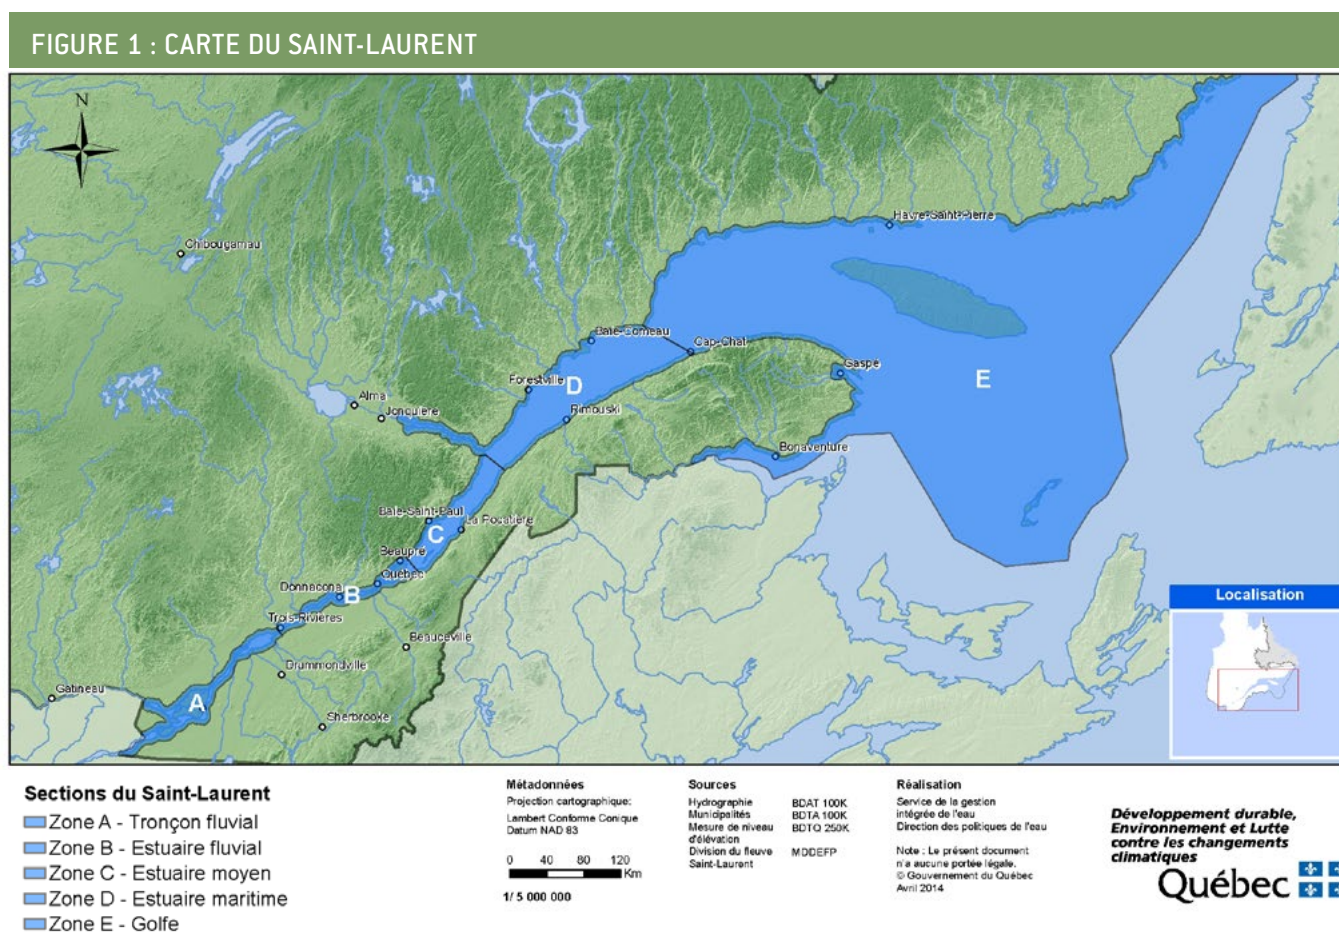 FIGURE 1 : CARTE DU SAINT-LAURENT
N
Chibougamau
Havre-Saint-Pierre
Baie-Comeau
Cap-Chat
Gaspé
Forestville
D
E
Alma
Jonquière
Rimouski
Bonaventure
Baie-Saint-Paul
La Pocatière
C
Beaupré
Québec
Donnacona
B
Trois-Rivières
Beauceville
Drummondville
Gatineau
A
Sherbrooke
Localisation
Sections du Saint-Laurent
Zone A - Tronçon fluvial
Zone B - Estuaire fluvial
Zone C - Estuaire moyen
Zone D - Estuaire maritime
Zone E - Golfe
Métadonnées
Projection cartographique:
Lambert Conforme Conique
Datum NAD 83
0 40 80 120
Km
1/ 5 000 000
Sources
Hydrographie BDAT 100K
Municipalités BDTA 100K
Mesure de niveau BDTQ 250K
d'élévation
Division du fleuve MDDEFP
Saint-Laurent
Réalisation
Service de la gestion
intégrée de l'eau
Direction des politiques de l'eau
Note : Le présent document
n'a aucune portée légale.
© Gouvernement du Québec
Avril 2014
Développement durable,
Environnement et Lutte
contre les changements
climatiques
Québec